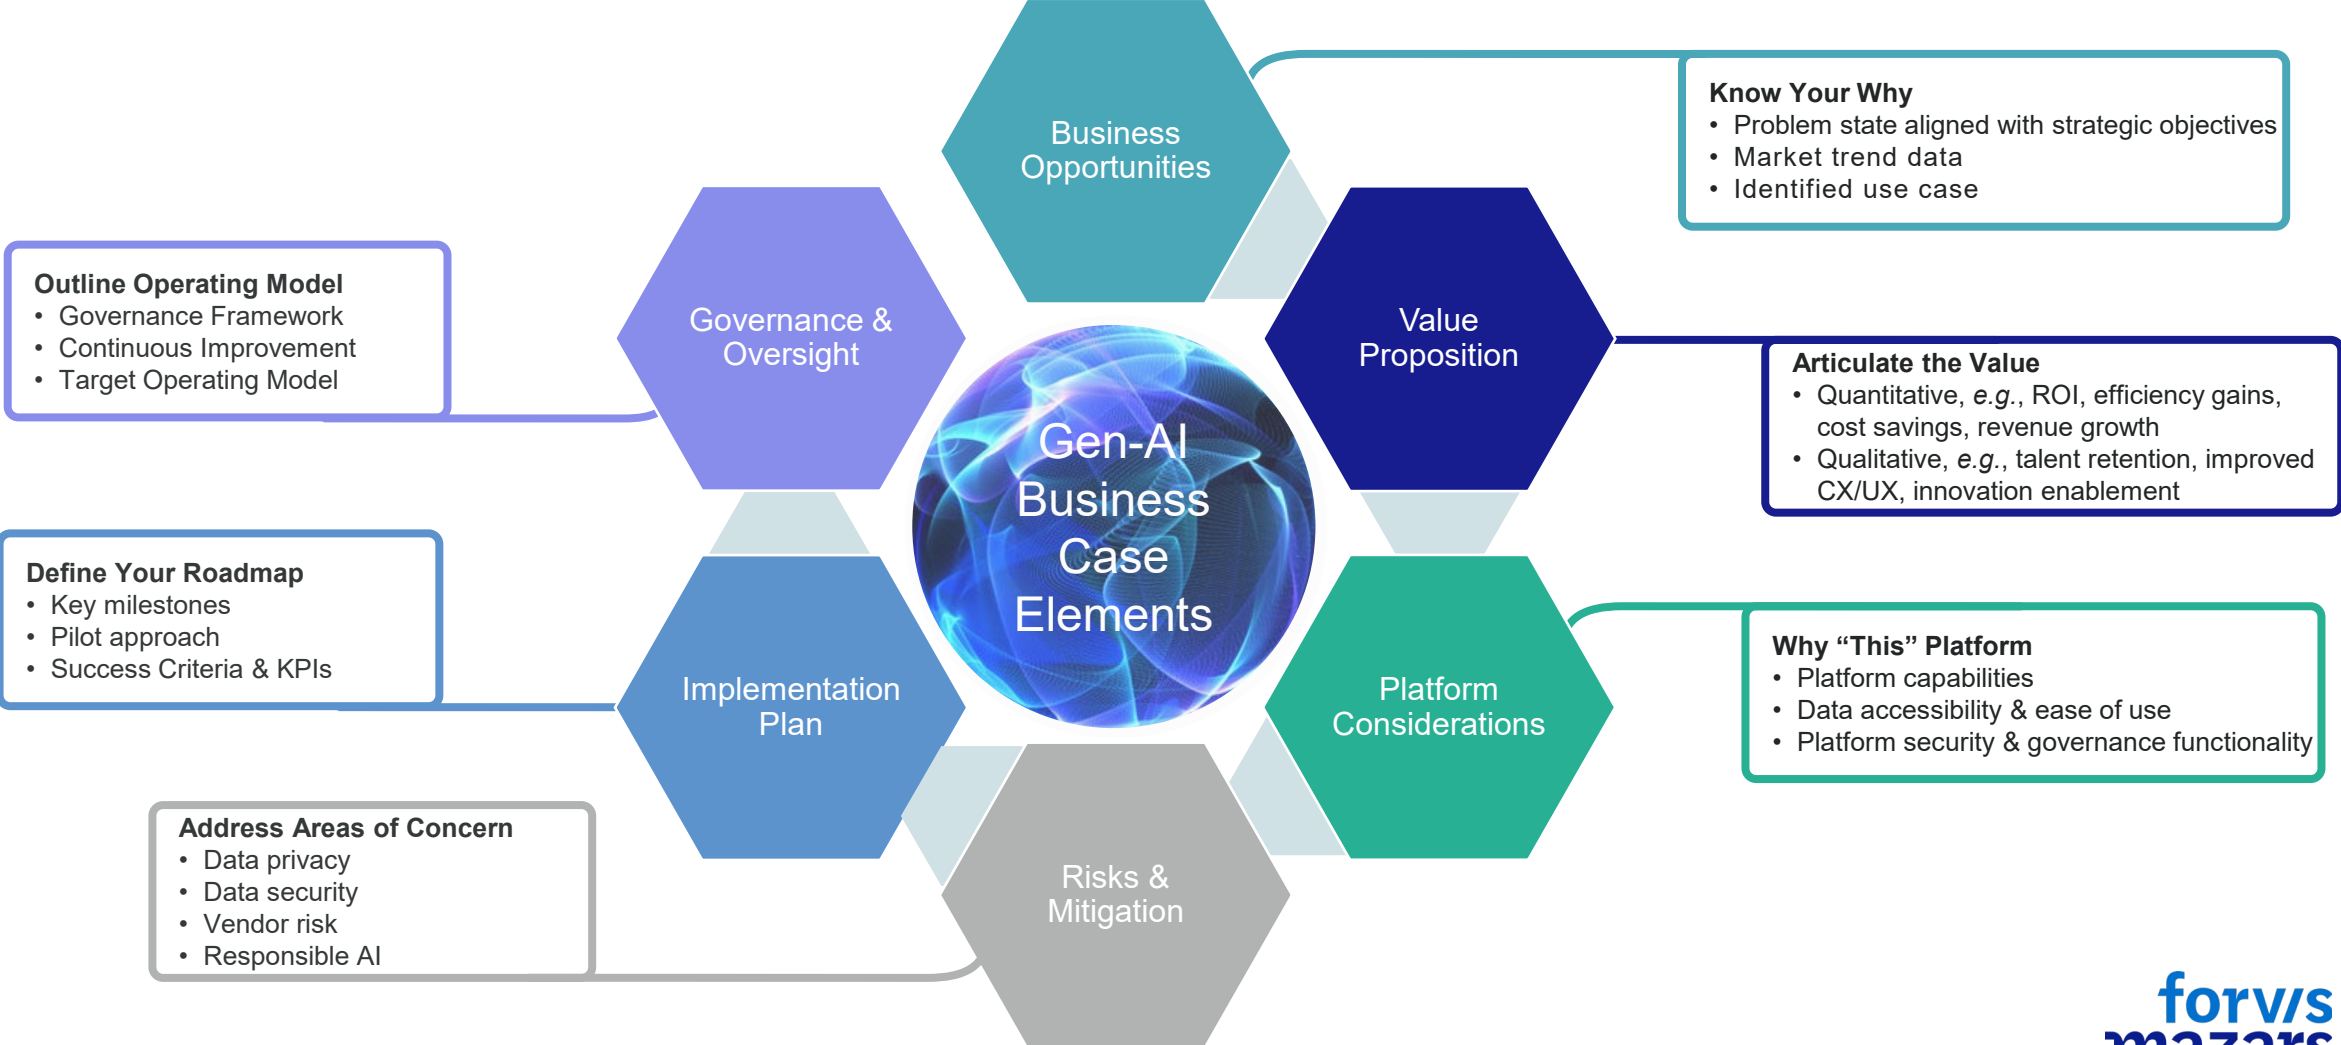 Business
Opportunities
Know Your Why
• Problem state aligned with strategic objectives
• Market trend data
• Identified use case
Value
Proposition
Articulate the Value
• Quantitative, e.g., ROI, efficiency gains,
cost savings, revenue growth
• Qualitative, e.g., talent retention, improved
CX/UX, innovation enablement
Platform
Considerations
Why “This” Platform
• Platform capabilities
• Data accessibility & ease of use
• Platform security & governance functionality
Risks &
Mitigation
Address Areas of Concern
• Data privacy
• Data security
• Vendor risk
• Responsible AI
Implementation
Plan
Define Your Roadmap
• Key milestones
• Pilot approach
• Success Criteria & KPIs
Governance &
Oversight
Outline Operating Model
• Governance Framework
• Continuous Improvement
• Target Operating Model
Gen-AI
Business
Case
Elements
forvis
mazars